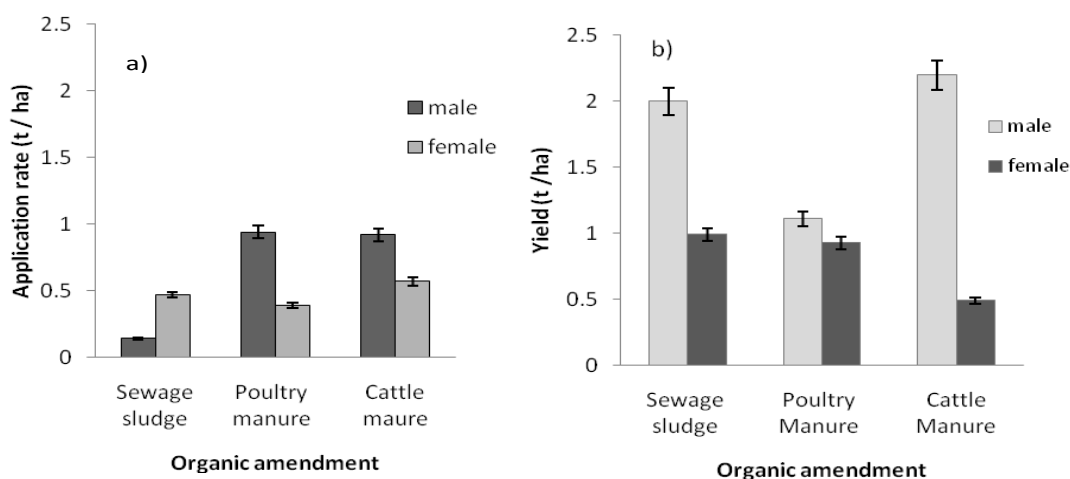 a)
Application rate (t / ha)
2.5
2
1.5
1
0.5
0
male
female
Sewage
sludge
Poultry
manure
Cattle
maure
Organic amendment
b)
Yield (t /ha)
2.5
2
1.5
1
0.5
0
male
female
Sewage
sludge
Poultry
Manure
Cattle
Manure
Organic amendment